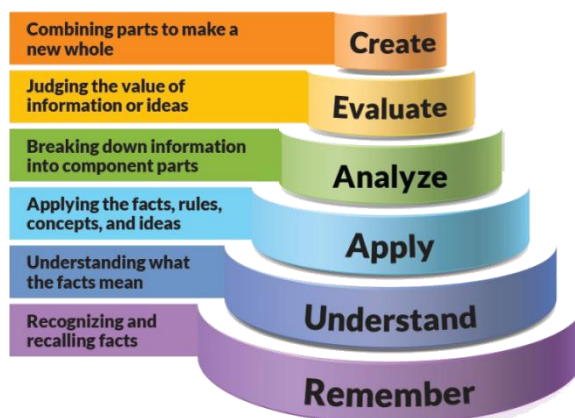 Combining parts to make a
new whole
Create
Judging the value of
information or ideas
Evaluate
Breaking down information
into component parts
Analyze
Applying the facts, rules,
concepts, and ideas
Apply
Understanding what
the facts mean
Understand
Recognizing and
recalling facts
Remember